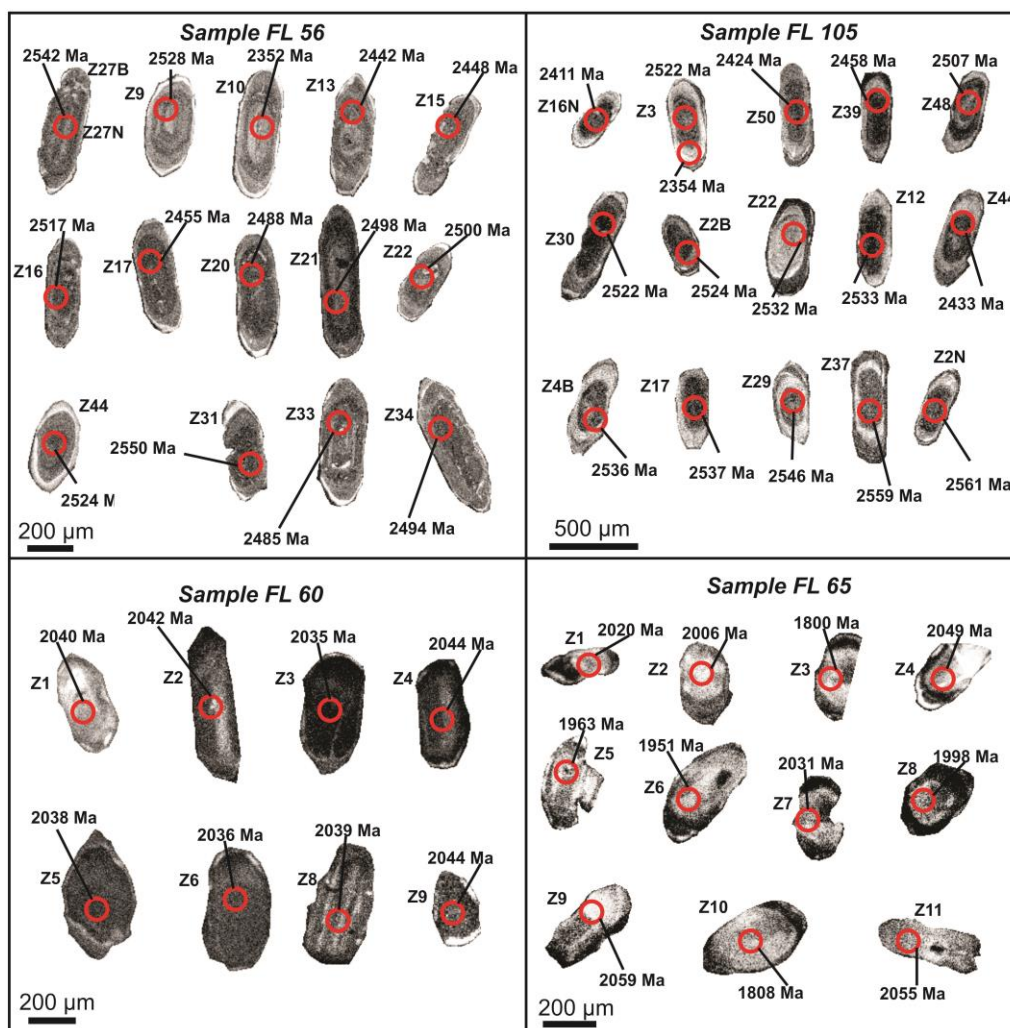 Sample FL 56
2542 Ma
Z27B
2528 Ma
2352 Ma
2442 Ma
2448 Ma
Z9
Z10
Z13
Z15
Z27N
2517 Ma
2455 Ma
2488 Ma
2498 Ma
2500 Ma
Z16
Z17
Z20
Z21
Z22
Z44
Z31
Z33
Z34
2550 Ma
2524 M
2485 Ma
2494 Ma
200 µm
Sample FL 105
2411 Ma
2522 Ma
2424 Ma
2458 Ma
2507 Ma
Z16N
Z3
Z50
Z39
Z48
2354 Ma
Z30
Z2B
Z22
Z12
Z44
2522 Ma
2524 Ma
2532 Ma
2533 Ma
2433 Ma
Z4B
Z17
Z29
Z37
Z2N
2536 Ma
2537 Ma
2546 Ma
2559 Ma
2561 Ma
500 µm
Sample FL 60
2040 Ma
2042 Ma
2035 Ma
2044 Ma
Z1
Z2
Z3
Z4
2038 Ma
2036 Ma
2039 Ma
2044 Ma
Z5
Z6
Z8
Z9
200 µm
Sample FL 65
Z1
2020 Ma
2006 Ma
1800 Ma
2049 Ma
Z2
Z3
Z4
1963 Ma
Z5
1951 Ma
2031 Ma
1998 Ma
Z6
Z7
Z8
Z9
Z10
Z11
2059 Ma
1808 Ma
2055 Ma
200 µm